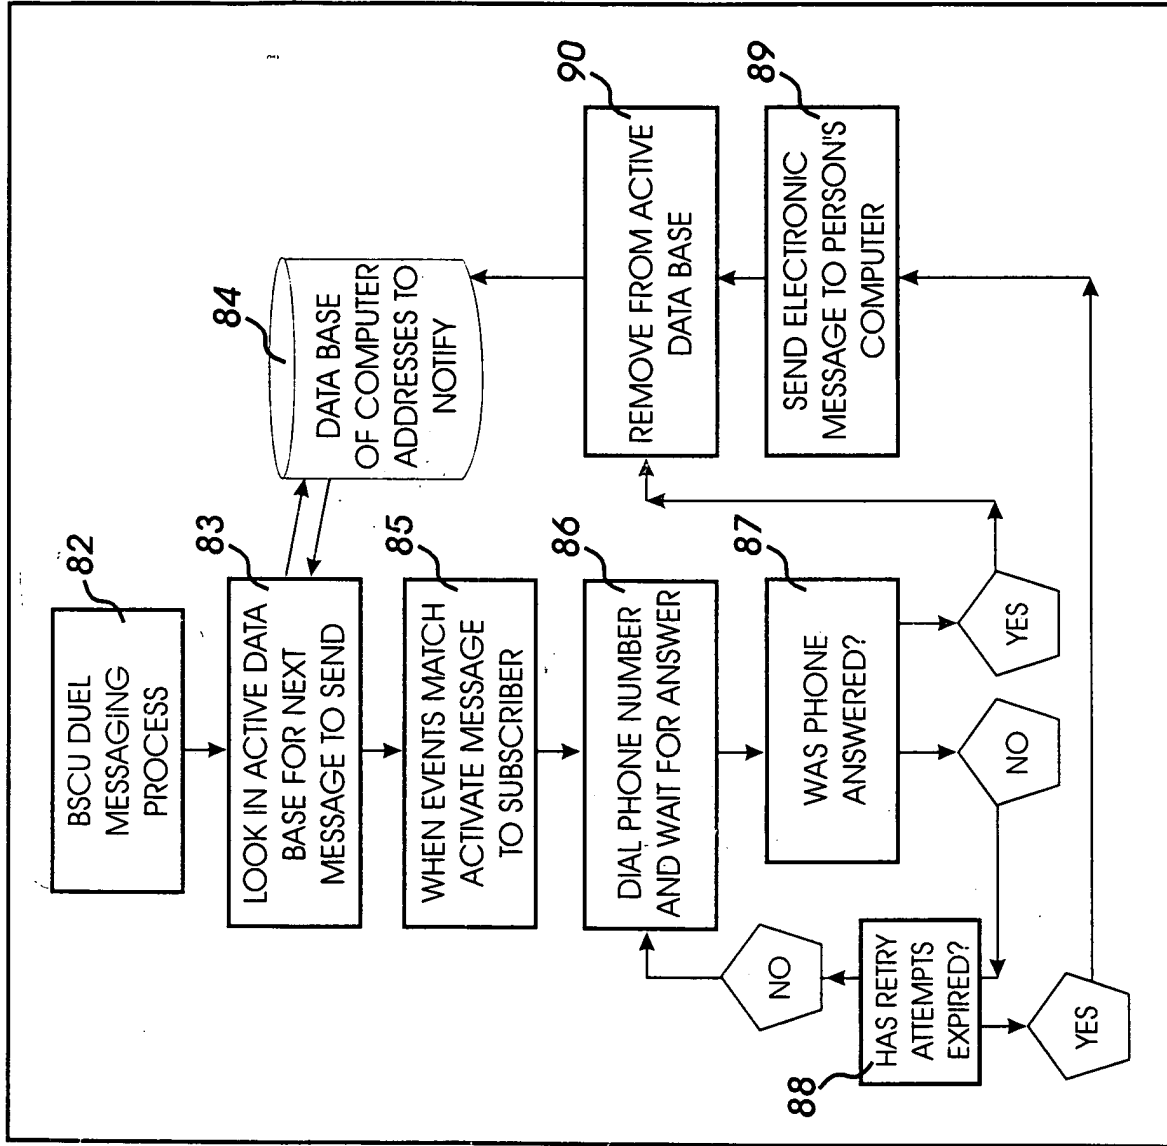 82
BSCU DUEL
MESSAGING
PROCESS
83
LOOK IN ACTIVE DATA
BASE FOR NEXT
MESSAGE TO SEND
84
DATA BASE
OF COMPUTER
ADDRESSES TO
NOTIFY
85
WHEN EVENTS MATCH
ACTIVATE MESSAGE
TO SUBSCRIBER
86
DIAL PHONE NUMBER
AND WAIT FOR ANSWER
87
WAS PHONE
ANSWERED?
YES
NO
88
HAS RETRY
ATTEMPTS
EXPIRED?
NO
YES
89
SEND ELECTRONIC
MESSAGE TO PERSON'S
COMPUTER
90
REMOVE FROM ACTIVE
DATA BASE